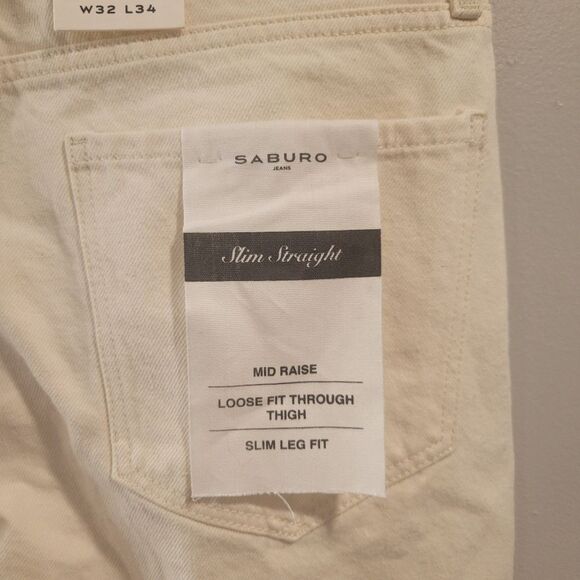 W32 L34
SABURO
JEANS
Slim Straight
MID RAISE
LOOSE FIT THROUGH
THIGH
SLIM LEG FIT